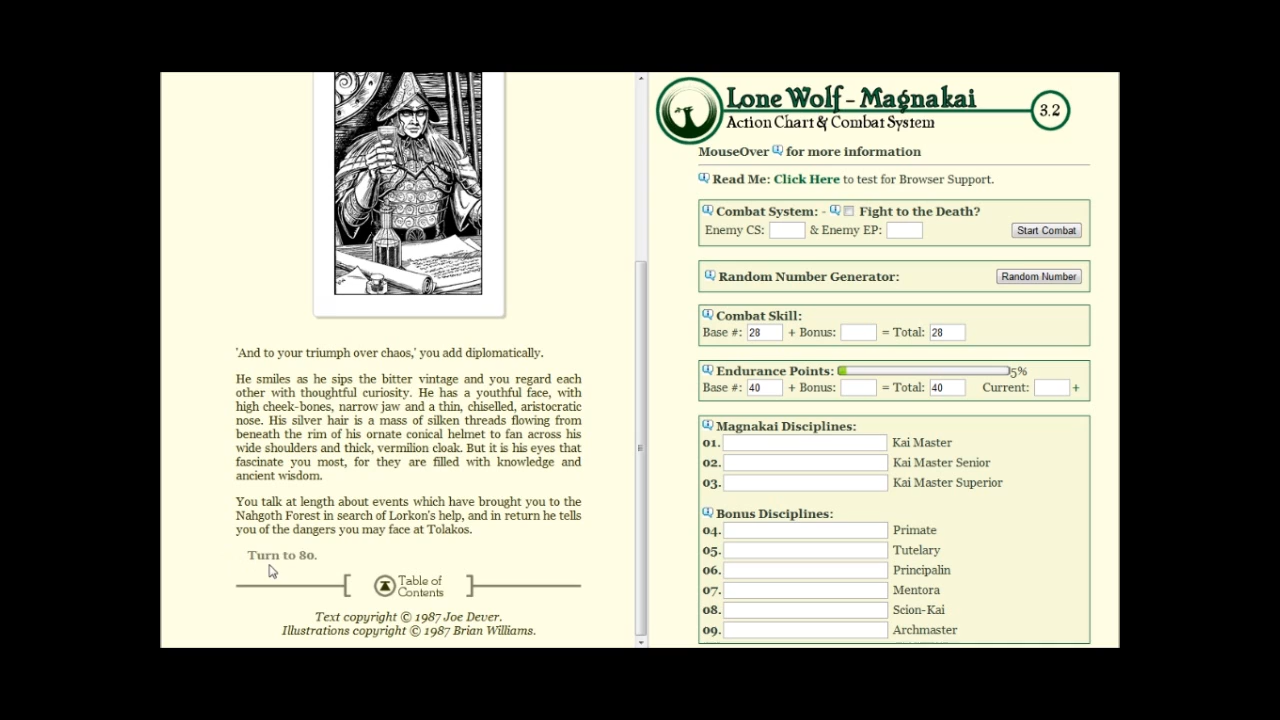 'And to your triumph over chaos,' you add diplomatically.
He smiles as he sips the bitter vintage and you regard each
other with thoughtful curiosity. He has a youthful face, with
high cheek-bones, narrow jaw and a thin, chiselled, aristocratic
nose. His silver hair is a mass of silken threads flowing from
beneath the rim of his ornate conical helmet to fan across his
wide shoulders and thick, vermilion cloak. But it is his eyes that
fascinate you most, for they are filled with knowledge and
ancient wisdom.
You talk at length about events which have brought you to the
Nahgoth Forest in search of Lorkon's help, and in return he tells
you of the dangers you may face at Tolakos.
Turn to 80.
Table of
Contents
Text copyright © 1987 Joe Dever.
Illustrations copyright © 1987 Brian Williams.
Lone Wolf - Magnakai
Action Chart & Combat System
3.2
MouseOver for more information
Read Me: Click Here to test for Browser Support.
Combat System: - Fight to the Death?
Enemy CS: & Enemy EP: Start Combat
Random Number Generator: Random Number
Combat Skill:
Base #: 28 + Bonus: = Total: 28
Endurance Points: 5%
Base #: 40 + Bonus: = Total: 40 Current: +
Magnakai Disciplines:
01. Kai Master
02. Kai Master Senior
03. Kai Master Superior
Bonus Disciplines:
04. Primate
05. Tutelary
06. Principalin
07. Mentora
08. Scion-Kai
09. Archmaster